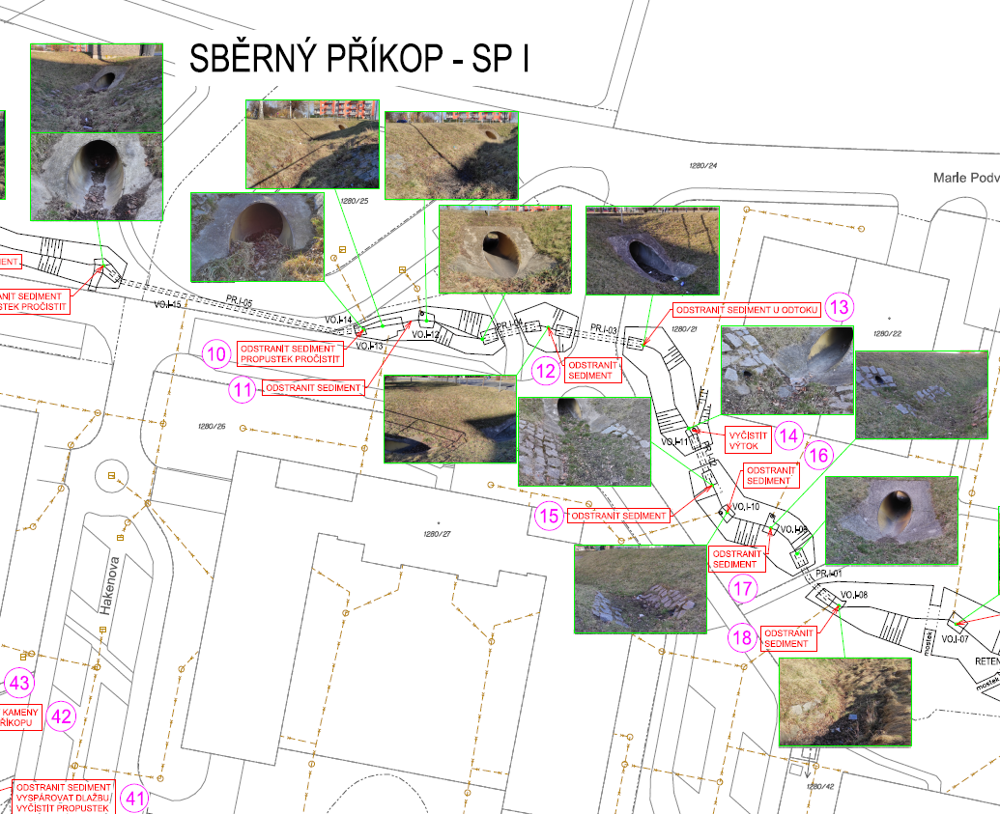 SBĚRNÝ PŘÍKOP - SP I
1280/24
Marie Podv
1280/25
MENT
ANIT SEDIMENT
STEK PROČISTIT
VO.I-15
PR.I-05
VO.I-14
VO.I-13
VO.I-12
PR.I-04
PR.I-03
ODSTRANIT SEDIMENT U ODTOKU
13
1280/21
1280/22
10
ODSTRANIT SEDIMENT
PROPUSTEK PROČISTIT
11
ODSTRANIT SEDIMENT
12
ODSTRANIT
SEDIMENT
1280/26
VO.I-11
PR.I-02
VYČISTIT
VÝTOK
14
16
ODSTRANIT
SEDIMENT
15
ODSTRANIT SEDIMENT
VO.I-10
VO.I-09
1280/27
ODSTRANIT
SEDIMENT
17
PR.I-01
VO.I-08
Hakenova
18
ODSTRANIT
SEDIMENT
mostek
VO.I-07
RETEN
mostek
43
KAMENY
ŘÍKOPU
42
ODSTRANIT SEDIMENT
VYSPÁROVAT DLAŽBU
VYČISTIT PROPUSTEK
41
1280/42